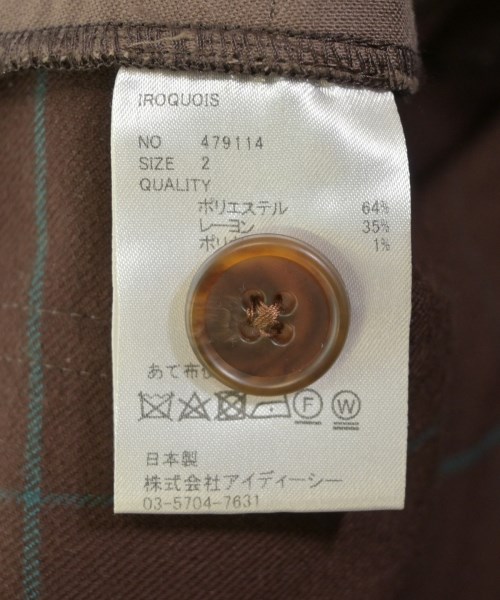 IROQUOIS
NO 479114
SIZE 2
QUALITY
ポリエステル 64%
レーヨン 35%
1%
あて布
F W
日本製
株式会社アイディーシー
03-5704-7631